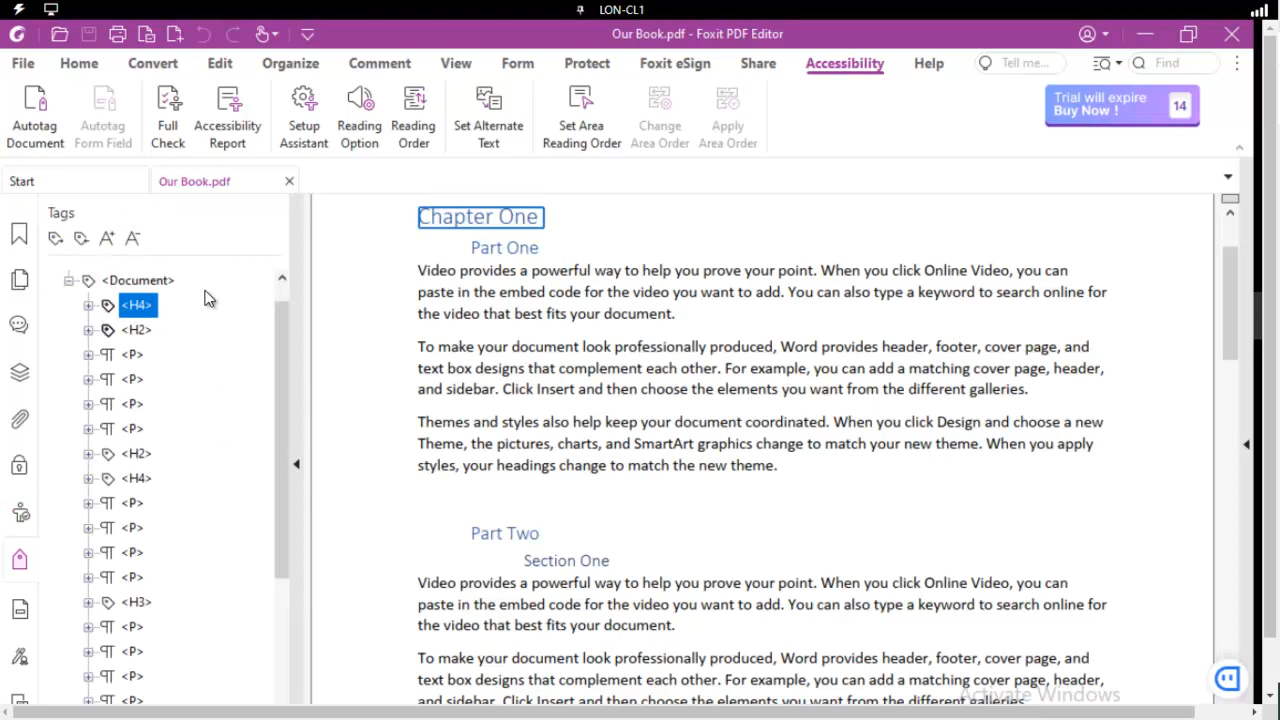 LON-CL1
Our Book.pdf - Foxit PDF Editor
File Home Convert Edit Organize Comment View Form Protect Foxit eSign Share Accessibility Help Tell me... Find
Autotag Document
Autotag Form Field
Full Check
Accessibility Report
Setup Assistant
Reading Option
Reading Order
Set Alternate Text
Set Area Reading Order
Change Area Order
Apply Area Order
Trial will expire
Buy Now !
14
Start
Our Book.pdf
Tags
<Document>
<H4>
<H2>
<P>
<P>
<P>
<P>
<H2>
<H4>
<P>
<P>
<P>
<P>
<H3>
<P>
<P>
<P>
<P>
Chapter One
Part One
Video provides a powerful way to help you prove your point. When you click Online Video, you can
paste in the embed code for the video you want to add. You can also type a keyword to search online for
the video that best fits your document.
To make your document look professionally produced, Word provides header, footer, cover page, and
text box designs that complement each other. For example, you can add a matching cover page, header,
and sidebar. Click Insert and then choose the elements you want from the different galleries.
Themes and styles also help keep your document coordinated. When you click Design and choose a new
Theme, the pictures, charts, and SmartArt graphics change to match your new theme. When you apply
styles, your headings change to match the new theme.
Part Two
Section One
Video provides a powerful way to help you prove your point. When you click Online Video, you can
paste in the embed code for the video you want to add. You can also type a keyword to search online for
the video that best fits your document.
To make your document look professionally produced, Word provides header, footer, cover page, and
text box designs that complement each other. For example, you can add a matching cover page, header,
and sidebar. Click Insert and then choose the elements you want from the different galleries.
Activate Windows